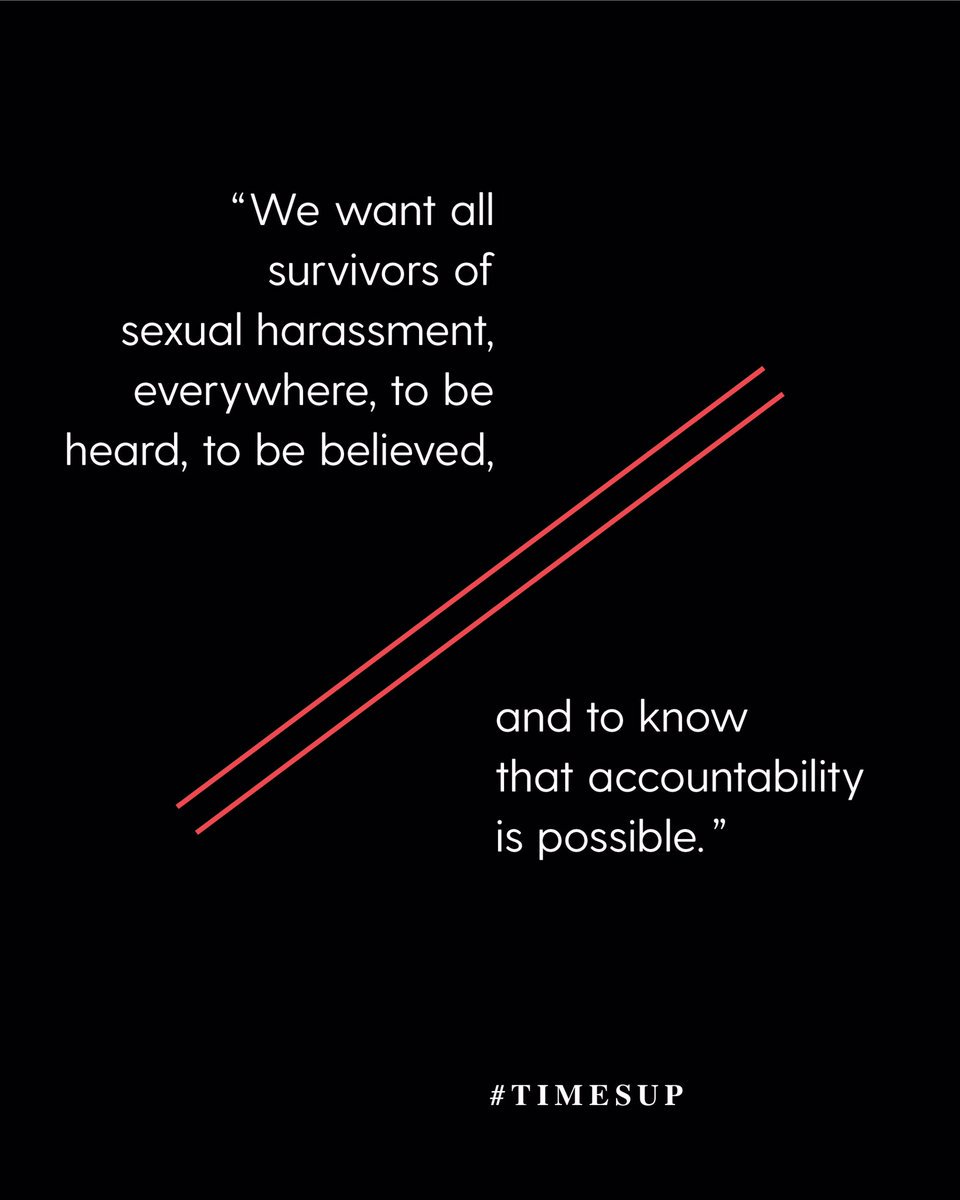 “We want all
survivors of
sexual harassment,
everywhere, to be
heard, to be believed,
and to know
that accountability
is possible.”
#TIMESUP